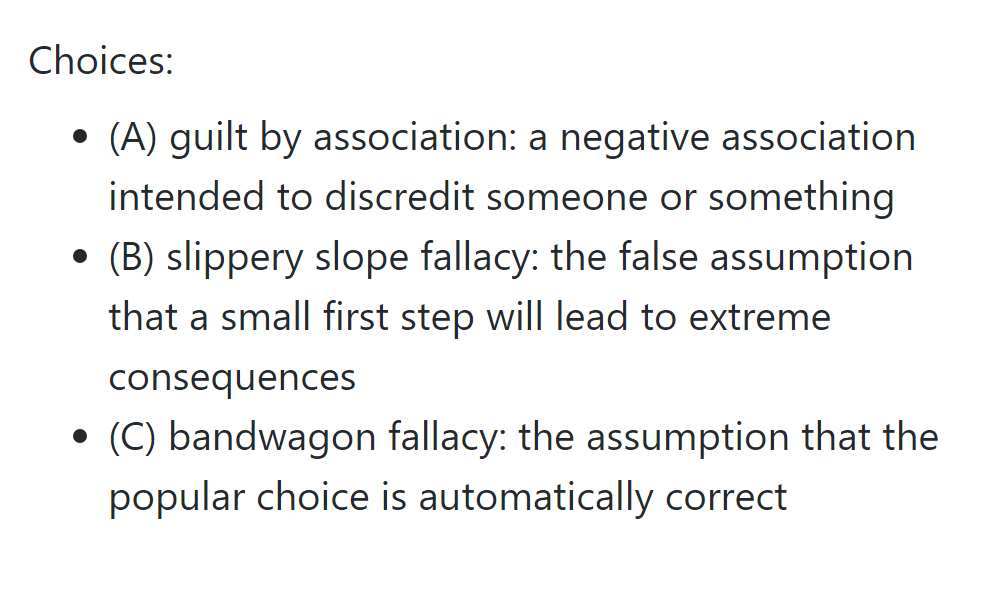 Choices:
• (A) guilt by association: a negative association
intended to discredit someone or something
• (B) slippery slope fallacy: the false assumption
that a small first step will lead to extreme
consequences
• (C) bandwagon fallacy: the assumption that the
popular choice is automatically correct